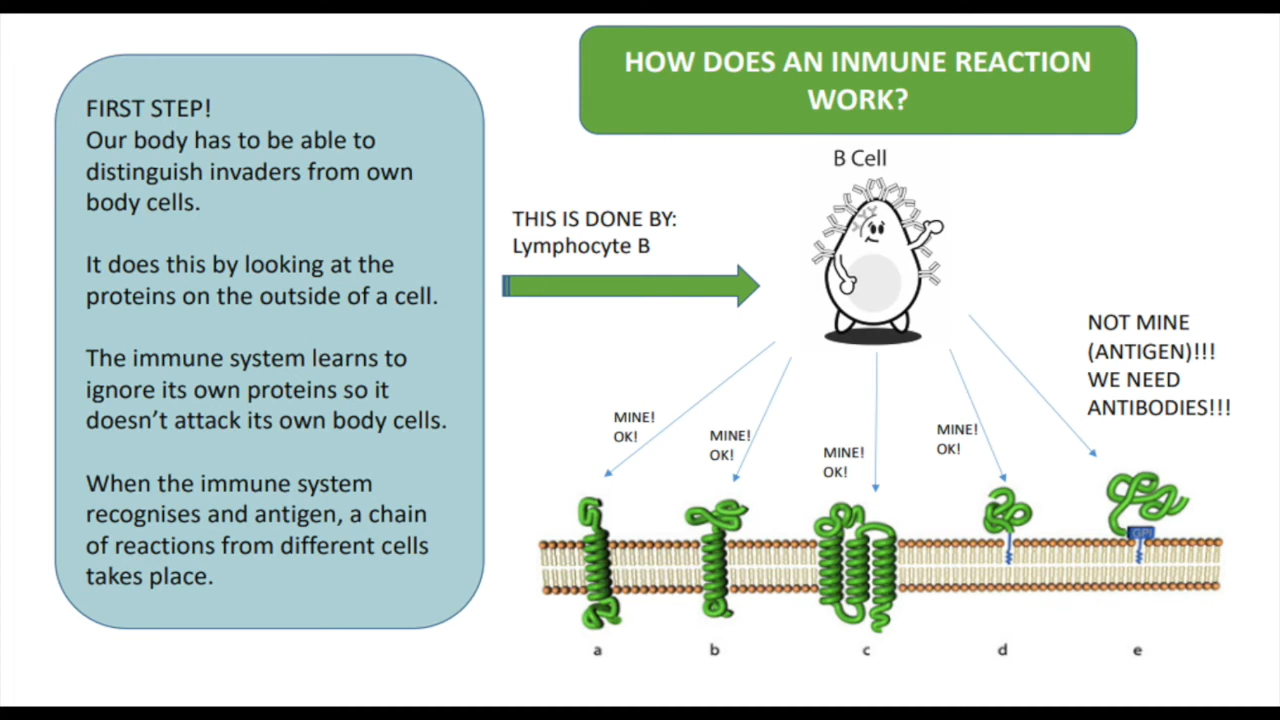 HOW DOES AN INMUNE REACTION
WORK?
FIRST STEP!
Our body has to be able to
distinguish invaders from own
body cells.
It does this by looking at the
proteins on the outside of a cell.
The immune system learns to
ignore its own proteins so it
doesn't attack its own body cells.
When the immune system
recognises and antigen, a chain
of reactions from different cells
takes place.
THIS IS DONE BY:
Lymphocyte B
B Cell
NOT MINE
(ANTIGEN)!!!
WE NEED
ANTIBODIES!!!
MINE!
OK!
MINE!
OK!
MINE!
OK!
MINE!
OK!
GPI
a
b
c
d
e